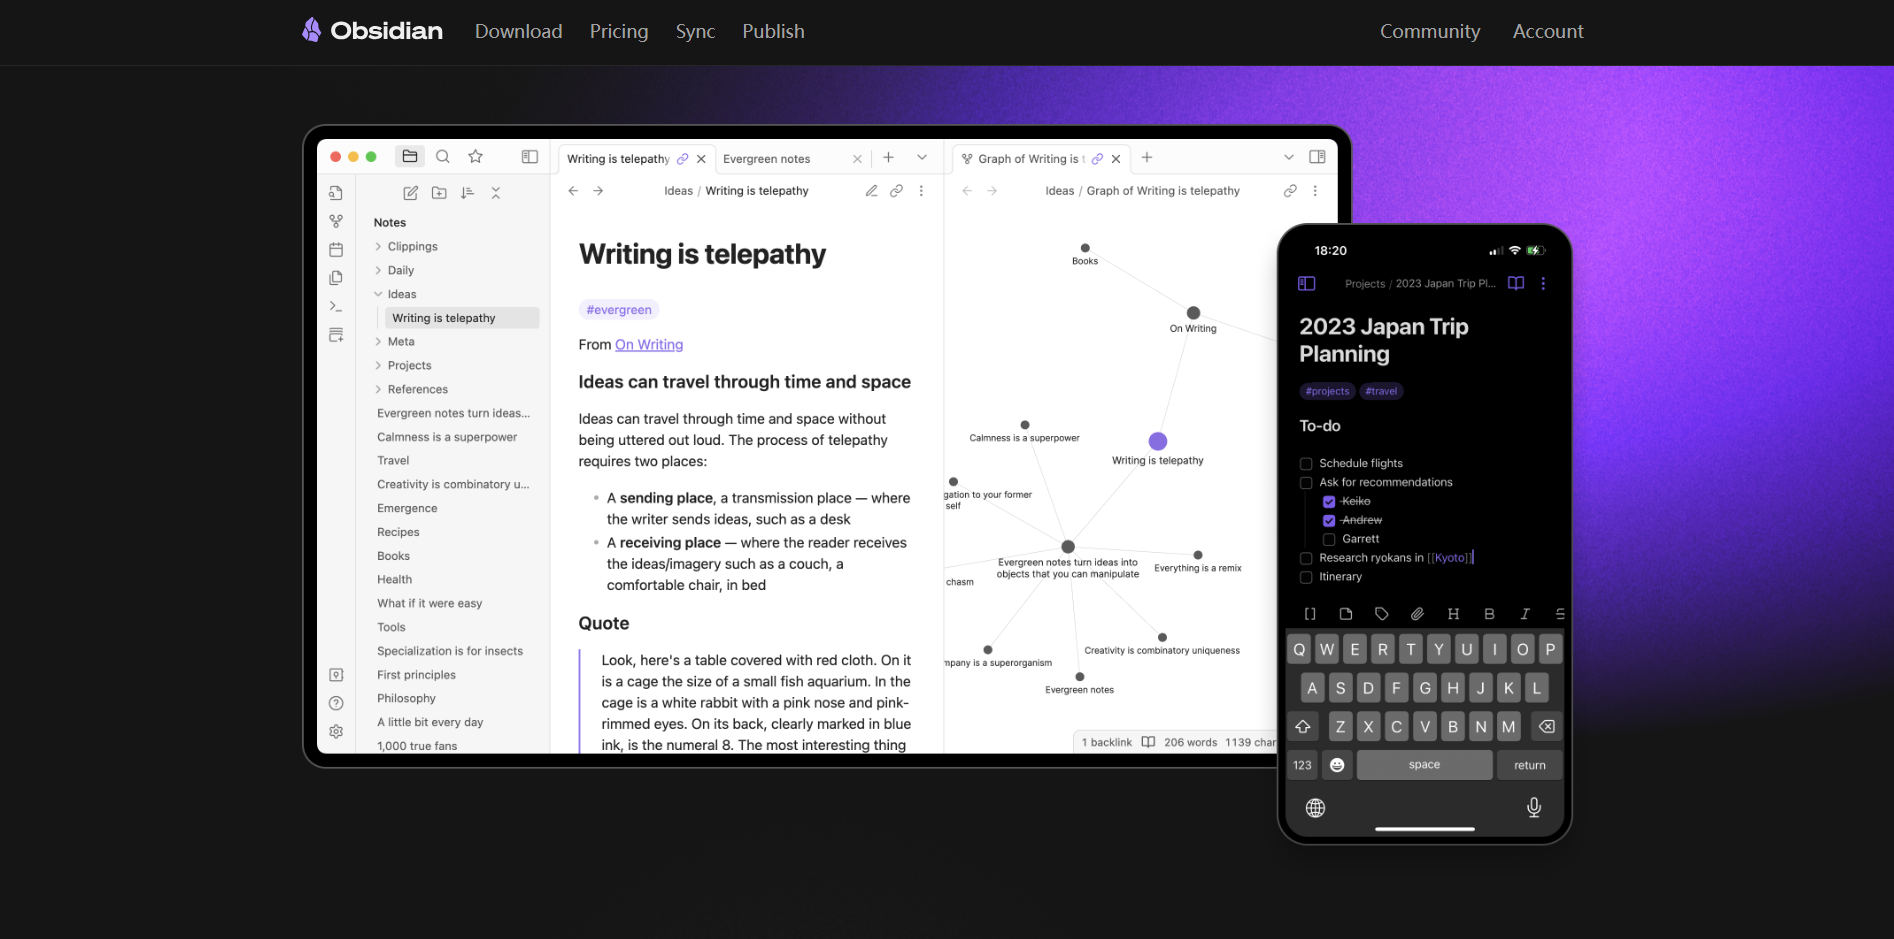 Obsidian Download Pricing Sync Publish Community Account
Writing is telepathy
Evergreen notes
Graph of Writing is t
Notes
Clippings
Daily
Ideas
Writing is telepathy
Meta
Projects
References
Evergreen notes turn ideas...
Calmness is a superpower
Travel
Creativity is combinatory u...
Emergence
Recipes
Books
Health
What if it were easy
Tools
Specialization is for insects
First principles
Philosophy
A little bit every day
1,000 true fans
Ideas / Writing is telepathy
Writing is telepathy
#evergreen
From On Writing
Ideas can travel through time and space
Ideas can travel through time and space without
being uttered out loud. The process of telepathy
requires two places:
• A sending place, a transmission place — where
the writer sends ideas, such as a desk
• A receiving place — where the reader receives
the ideas/imagery such as a couch, a
comfortable chair, in bed
Quote
Look, here's a table covered with red cloth. On it
is a cage the size of a small fish aquarium. In the
cage is a white rabbit with a pink nose and pink-
rimmed eyes. On its back, clearly marked in blue
ink, is the numeral 8. The most interesting thing
Ideas / Graph of Writing is telepathy
Books
On Writing
Calmness is a superpower
Writing is telepathy
gation to your former
self
Evergreen notes turn ideas into
objects that you can manipulate
Everything is a remix
chasm
Creativity is combinatory uniqueness
mpany is a superorganism
Evergreen notes
1 backlink 206 words 1139 char
18:20
Projects / 2023 Japan Trip Pl...
2023 Japan Trip
Planning
#projects #travel
To-do
Schedule flights
Ask for recommendations
Keiko
Andrew
Garrett
Research ryokans in [[Kyoto]]
Itinerary
[] H B I
Q W E R T Y U I O P
A S D F G H J K L
Z X C V B N M
123 space return